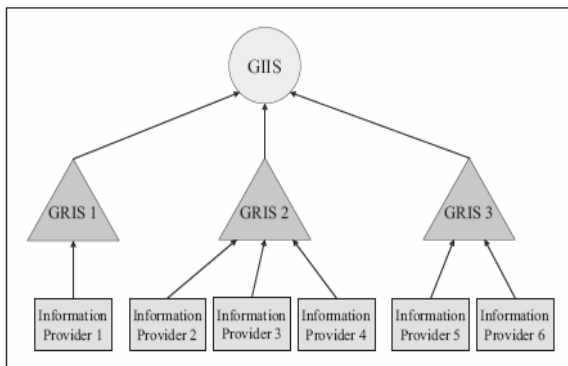 GIIS
GRIS 1
GRIS 2
GRIS 3
Information
Provider 1
Information
Provider 2
Information
Provider 3
Information
Provider 4
Information
Provider 5
Information
Provider 6